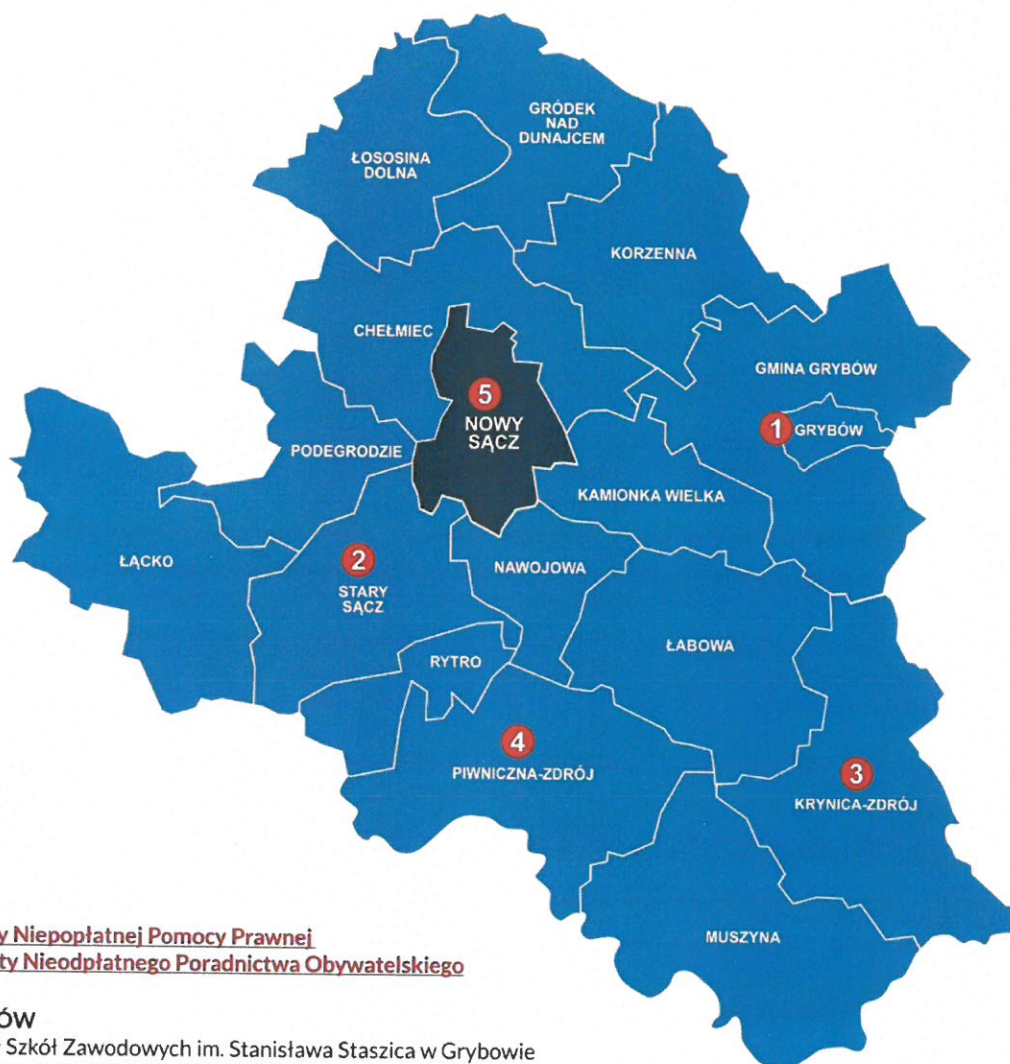 GRÓDEK
NAD
DUNAJCEM
ŁOSOSINA
DOLNA
KORZENNA
CHEŁMIEC
GMINA GRYBÓW
5
NOWY
SĄCZ
1 GRYBÓW
PODEGRODZIE
KAMIONKA WIELKA
ŁĄCKO
2
STARY
SĄCZ
NAWOJOWA
ŁABOWA
RYTRO
4
PIWNICZNA-ZDRÓJ
3
KRYNICA-ZDRÓJ
MUSZYNA
y Niepopłatnej Pomocy Prawnej
ty Nieodpłatnego Poradnictwa Obywatelskiego
ÓW
Szkół Zawodowych im. Stanisława Staszica w Grybowie